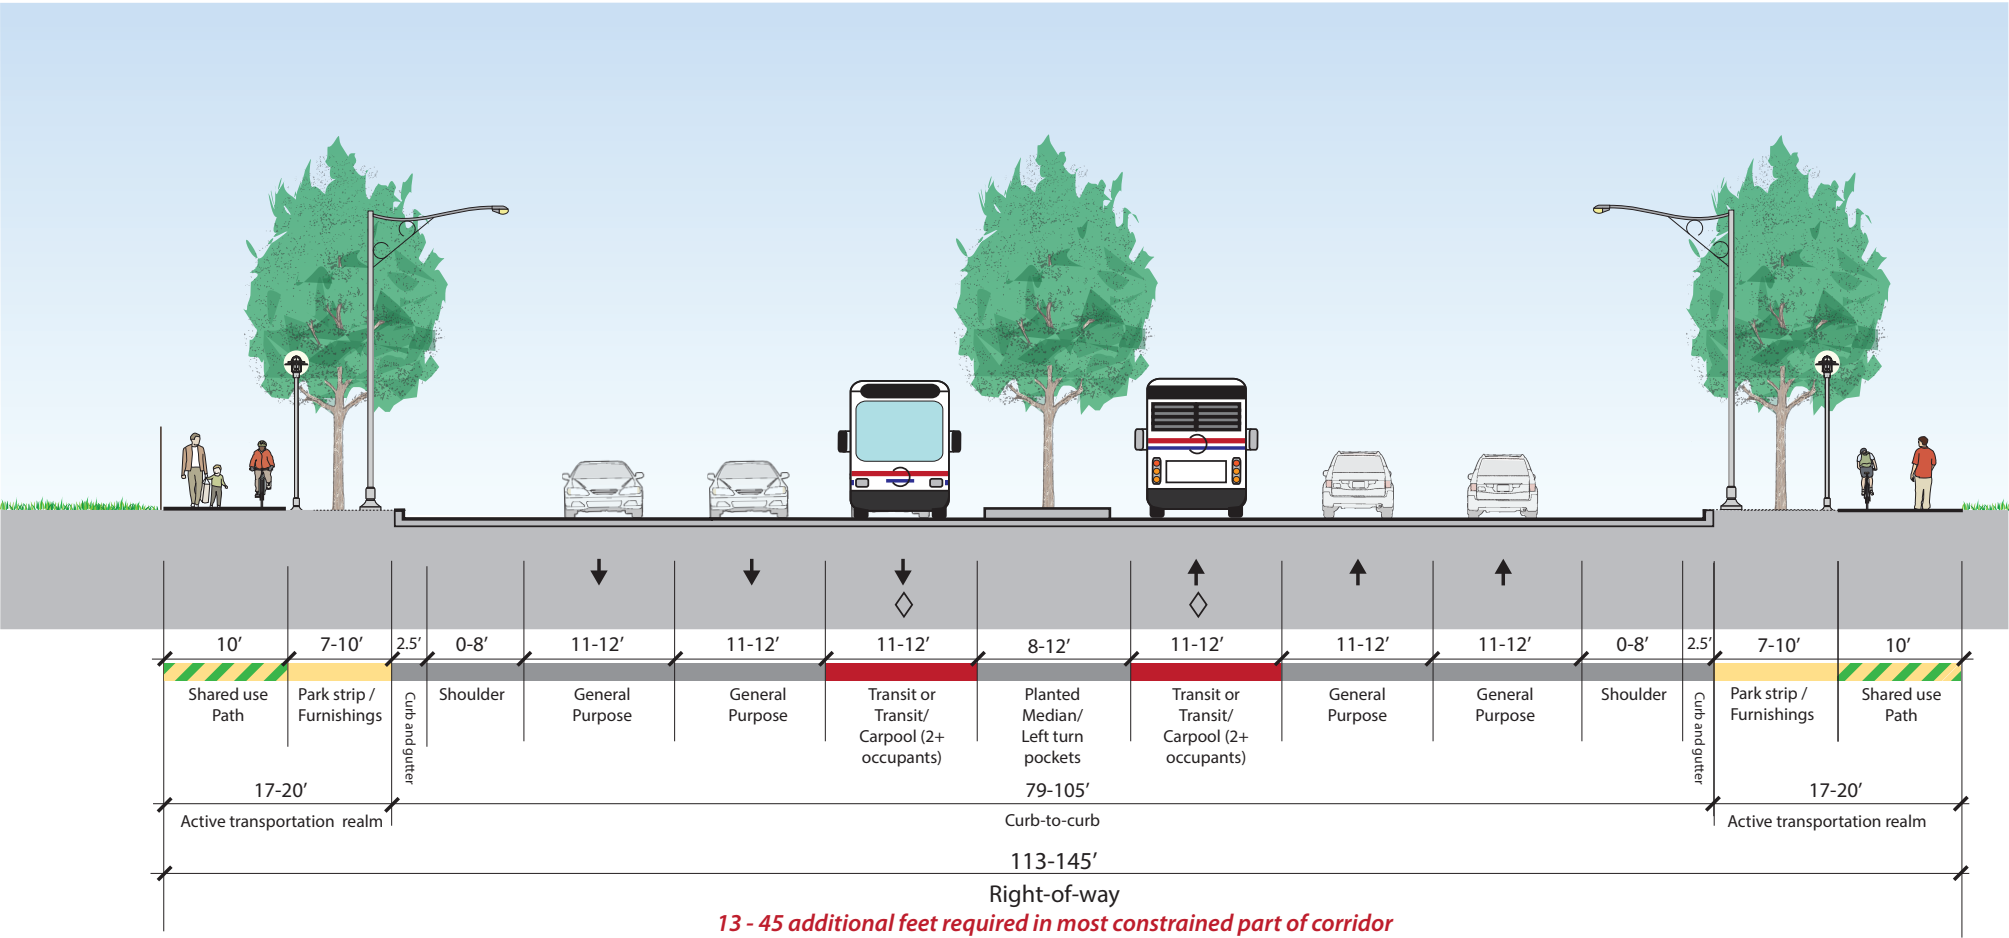 10’ 7-10’ 2.5’ 0-8’ 11-12’ 11-12’ 11-12’ 8-12’ 11-12’ 11-12’ 11-12’ 0-8’ 2.5’ 7-10’ 10’
Shared use
Path
Park strip /
Furnishings
Curb and gutter
Shoulder
General
Purpose
General
Purpose
Transit or
Transit/
Carpool (2+
occupants)
Planted
Median/
Left turn
pockets
Transit or
Transit/
Carpool (2+
occupants)
General
Purpose
General
Purpose
Shoulder
Curb and gutter
Park strip /
Furnishings
Shared use
Path
17-20’ 79-105’ 17-20’
Active transportation realm Curb-to-curb Active transportation realm
113-145’
Right-of-way
13 - 45 additional feet required in most constrained part of corridor